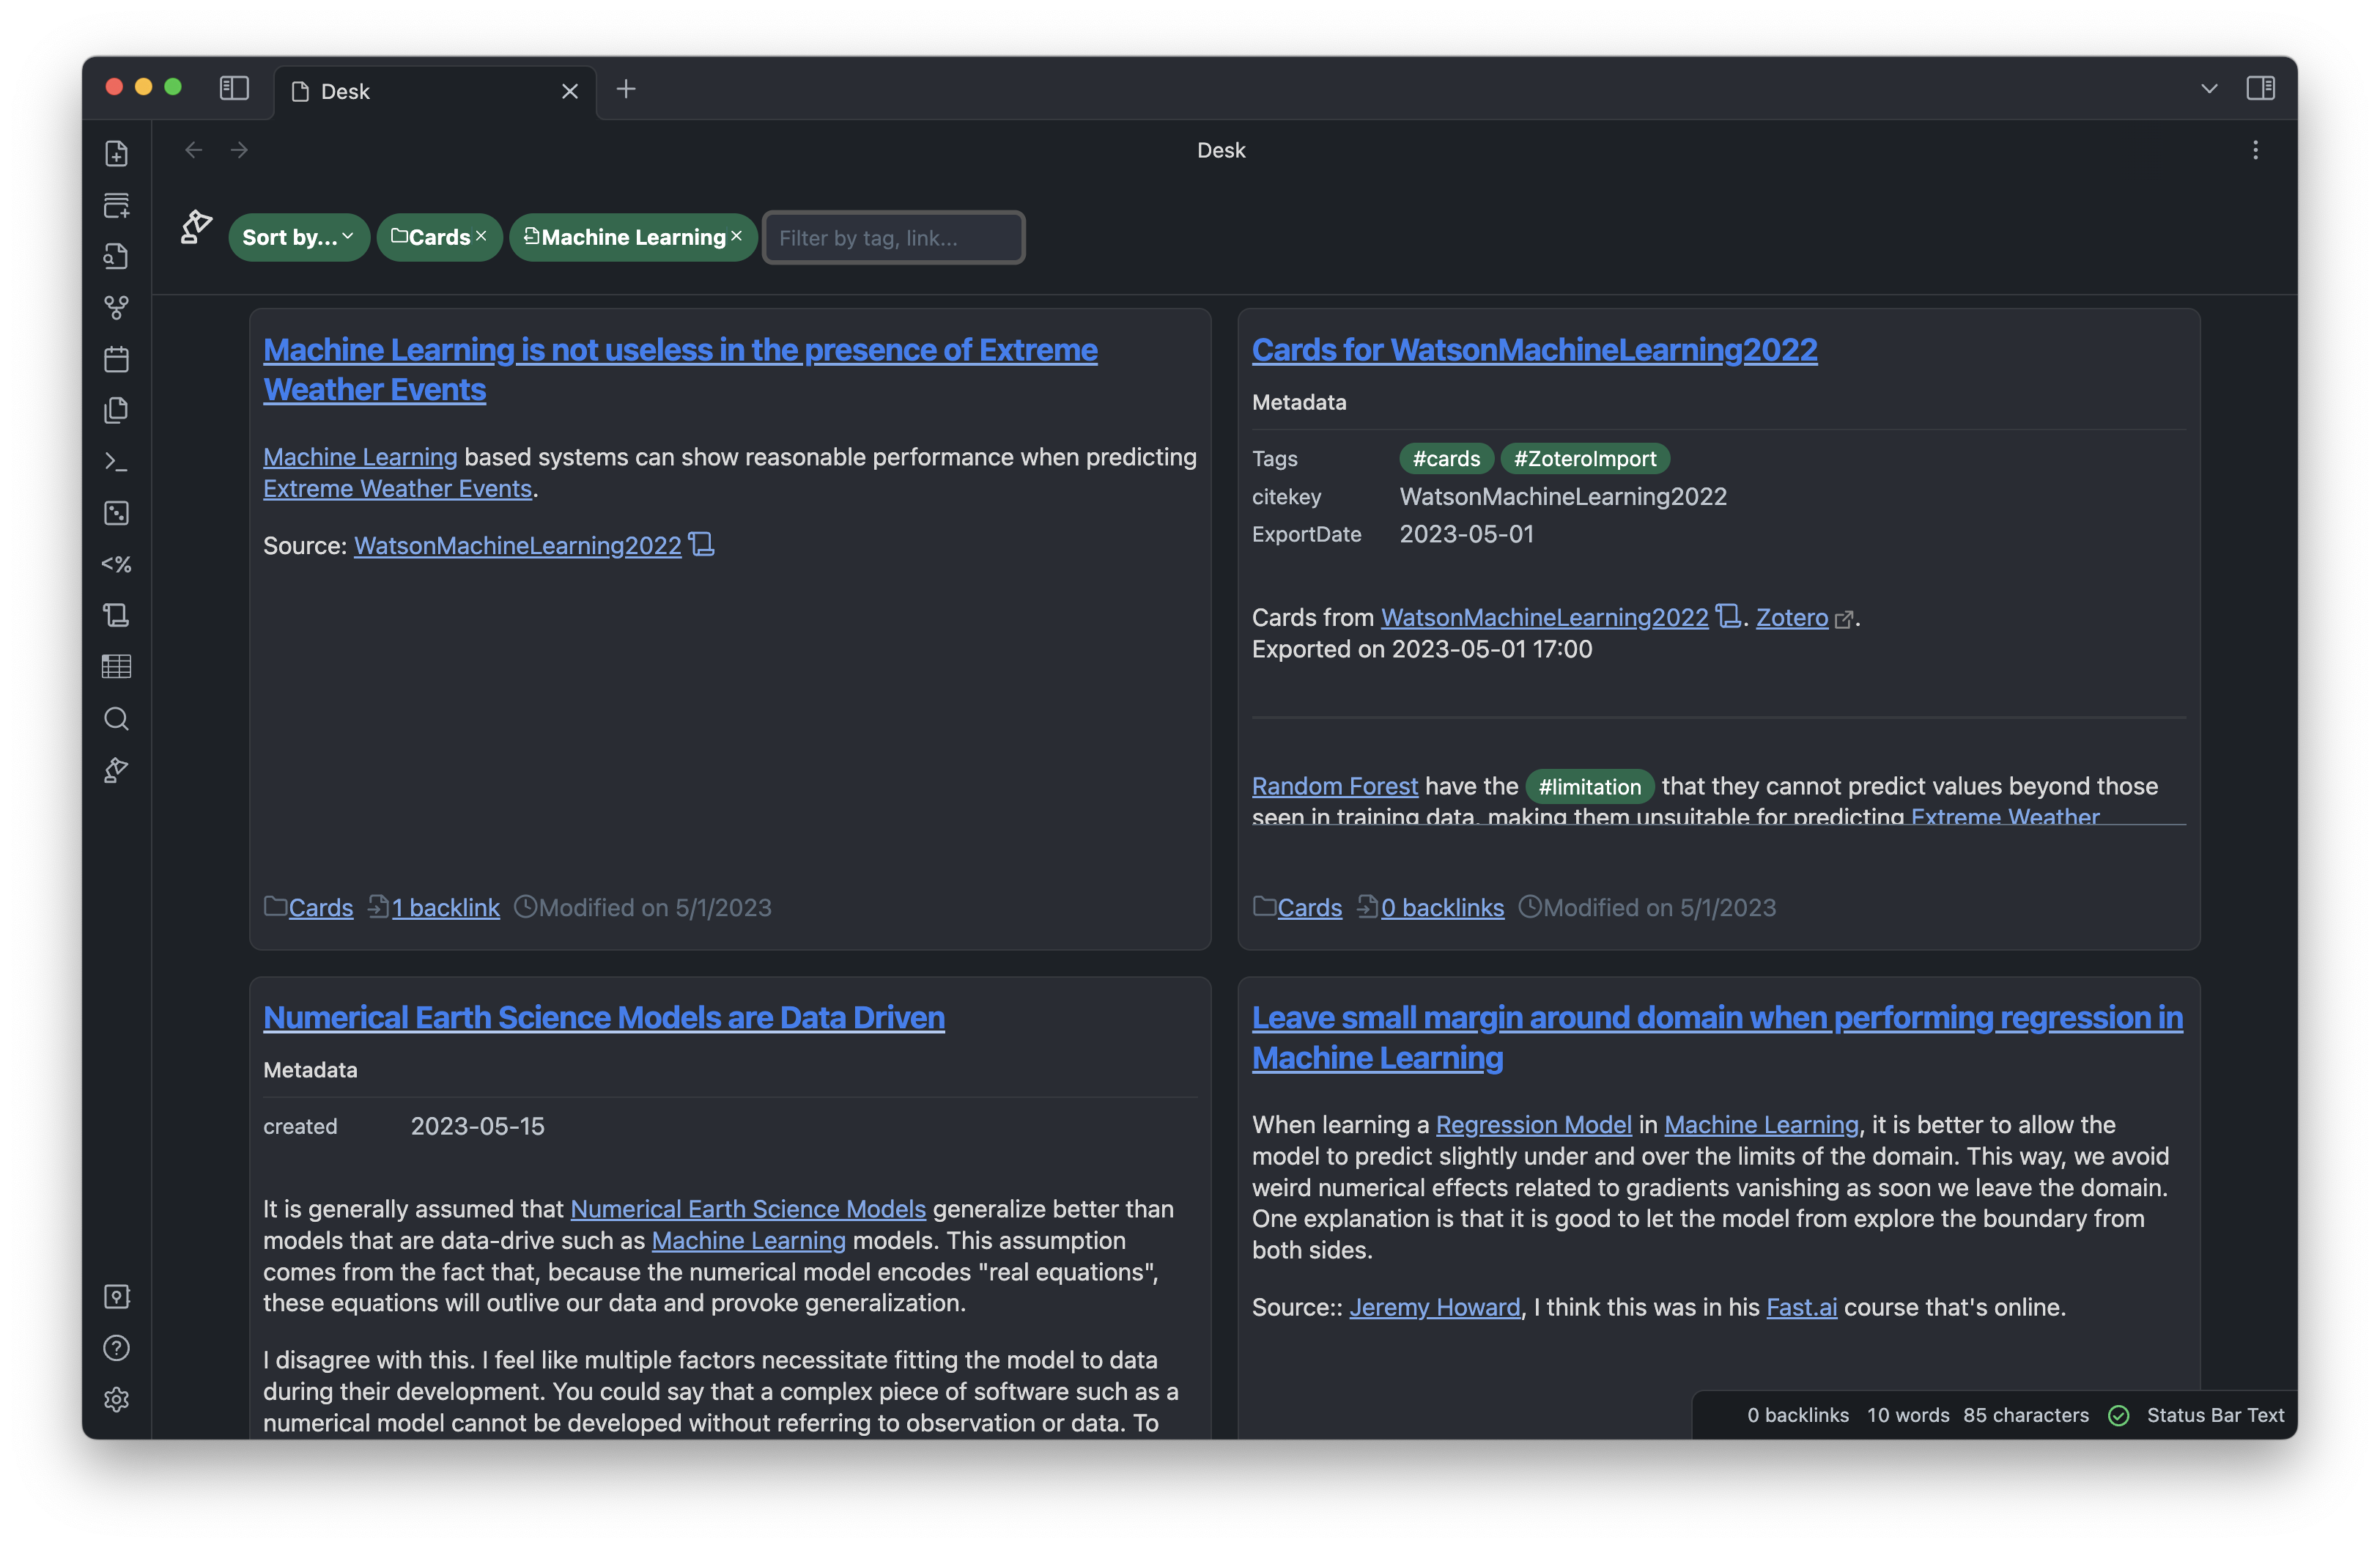 Desk
Desk
Sort by... Cards Machine Learning Filter by tag, link...
<%
Machine Learning is not useless in the presence of Extreme
Weather Events
Machine Learning based systems can show reasonable performance when predicting
Extreme Weather Events.
Source: WatsonMachineLearning2022
Cards 1 backlink Modified on 5/1/2023
Cards for WatsonMachineLearning2022
Metadata
Tags #cards #ZoteroImport
citekey WatsonMachineLearning2022
ExportDate 2023-05-01
Cards from WatsonMachineLearning2022. Zotero.
Exported on 2023-05-01 17:00
Random Forest have the #limitation that they cannot predict values beyond those
seen in training data, making them unsuitable for predicting Extreme Weather
Cards 0 backlinks Modified on 5/1/2023
Numerical Earth Science Models are Data Driven
Metadata
created 2023-05-15
It is generally assumed that Numerical Earth Science Models generalize better than
models that are data-drive such as Machine Learning models. This assumption
comes from the fact that, because the numerical model encodes "real equations",
these equations will outlive our data and provoke generalization.
I disagree with this. I feel like multiple factors necessitate fitting the model to data
during their development. You could say that a complex piece of software such as a
numerical model cannot be developed without referring to observation or data. To
Leave small margin around domain when performing regression in
Machine Learning
When learning a Regression Model in Machine Learning, it is better to allow the
model to predict slightly under and over the limits of the domain. This way, we avoid
weird numerical effects related to gradients vanishing as soon we leave the domain.
One explanation is that it is good to let the model from explore the boundary from
both sides.
Source:: Jeremy Howard, I think this was in his Fast.ai course that's online.
0 backlinks 10 words 85 characters Status Bar Text